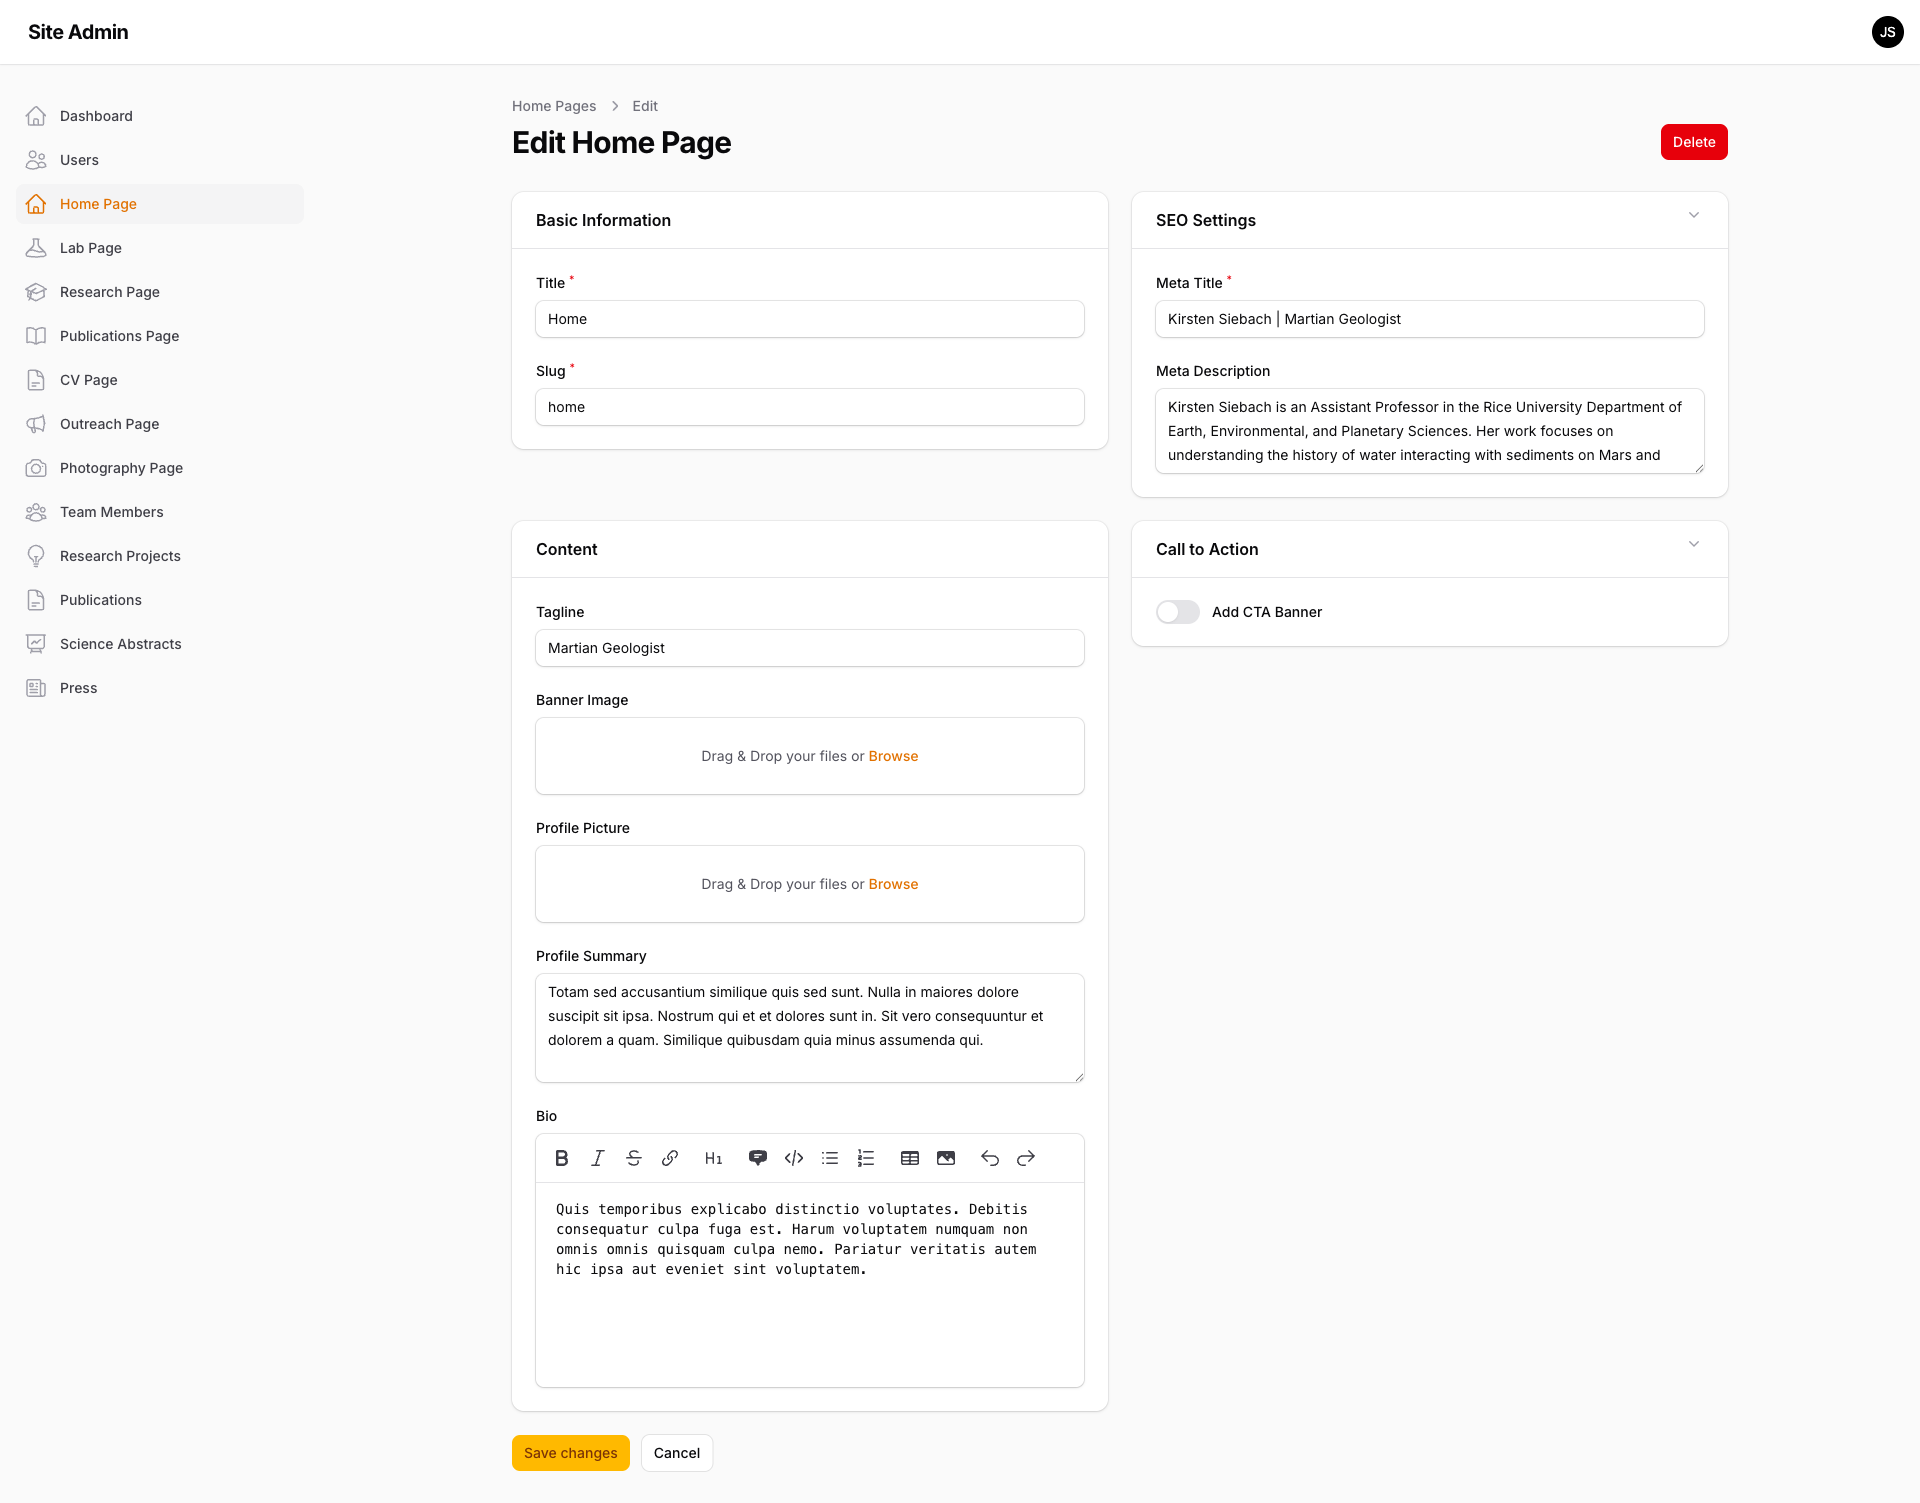 Site Admin
JS
Dashboard
Users
Home Page
Lab Page
Research Page
Publications Page
CV Page
Outreach Page
Photography Page
Team Members
Research Projects
Publications
Science Abstracts
Press
Home Pages > Edit
Edit Home Page
Delete
Basic Information
Title *
Home
Slug *
home
SEO Settings
Meta Title *
Kirsten Siebach | Martian Geologist
Meta Description
Kirsten Siebach is an Assistant Professor in the Rice University Department of
Earth, Environmental, and Planetary Sciences. Her work focuses on
understanding the history of water interacting with sediments on Mars and
Content
Tagline
Martian Geologist
Banner Image
Drag & Drop your files or Browse
Profile Picture
Drag & Drop your files or Browse
Profile Summary
Totam sed accusantium similique quis sed sunt. Nulla in maiores dolore
suscipit sit ipsa. Nostrum qui et et dolores sunt in. Sit vero consequuntur et
dolorem a quam. Similique quibusdam quia minus assumenda qui.
Bio
H1
Quis temporibus explicabo distinctio voluptates. Debitis
consequatur culpa fuga est. Harum voluptatem numquam non
omnis omnis quisquam culpa nemo. Pariatur veritatis autem
hic ipsa aut eveniet sint voluptatem.
Call to Action
Add CTA Banner
Save changes
Cancel